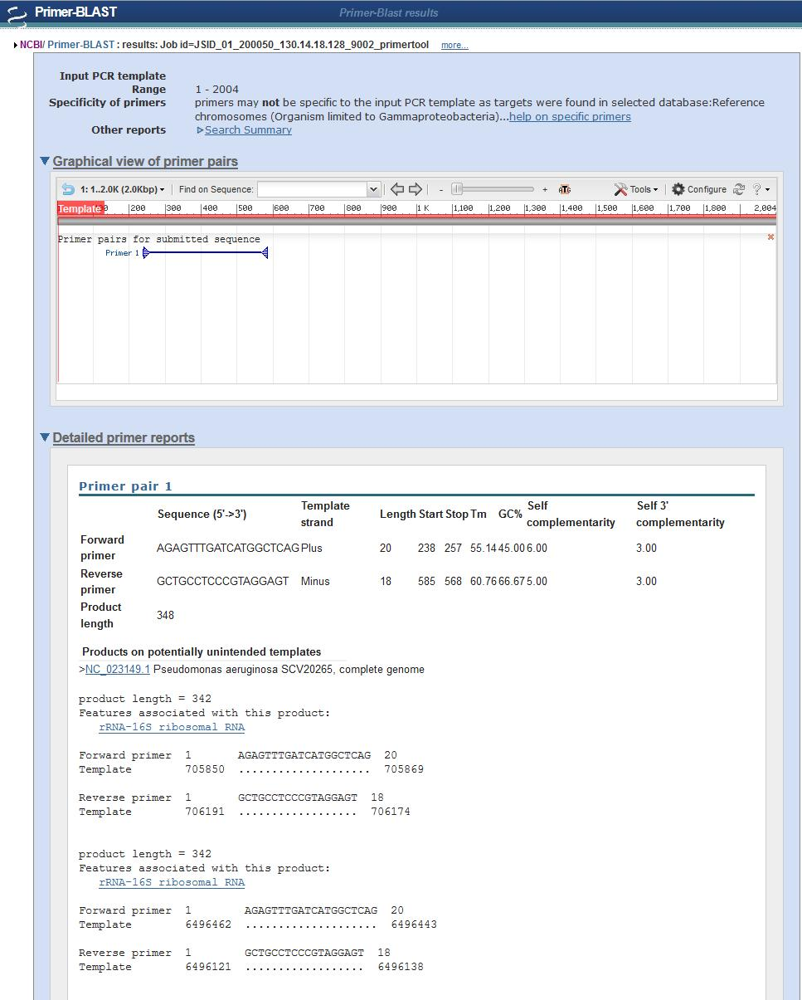 Primer-BLAST
Primer-Blast results
NCBI/ Primer-BLAST : results: Job id=JSID_01_200050_130.14.18.128_9002_primertool more...
Input PCR template
Range 1 - 2004
Specificity of primers primers may not be specific to the input PCR template as targets were found in selected database:Reference
chromosomes (Organism limited to Gammaproteobacteria)...help on specific primers
Other reports Search Summary
Graphical view of primer pairs
1: 1..2.0K (2.0Kbp) Find on Sequence: - + ATG Tools Configure ?
Template 200 300 400 500 600 700 800 900 1 K 1,100 1,200 1,300 1,400 1,500 1,600 1,700 1,800 2,004
Primer pairs for submitted sequence
Primer 1
Detailed primer reports
Primer pair 1
Sequence (5'->3') Template strand Length Start Stop Tm GC% Self complementarity Self 3' complementarity
Forward primer AGAGTTTGATCATGGCTCAG Plus 20 238 257 55.14 45.00 6.00 3.00
Reverse primer GCTGCCTCCCGTAGGAGT Minus 18 585 568 60.76 66.67 5.00 3.00
Product length 348
Products on potentially unintended templates
>NC_023149.1 Pseudomonas aeruginosa SCV20265, complete genome
product length = 342
Features associated with this product:
rRNA-16S ribosomal RNA
Forward primer 1 AGAGTTTGATCATGGCTCAG 20
Template 705850 .................... 705869
Reverse primer 1 GCTGCCTCCCGTAGGAGT 18
Template 706191 .................. 706174
product length = 342
Features associated with this product:
rRNA-16S ribosomal RNA
Forward primer 1 AGAGTTTGATCATGGCTCAG 20
Template 6496462 .................... 6496443
Reverse primer 1 GCTGCCTCCCGTAGGAGT 18
Template 6496121 .................. 6496138